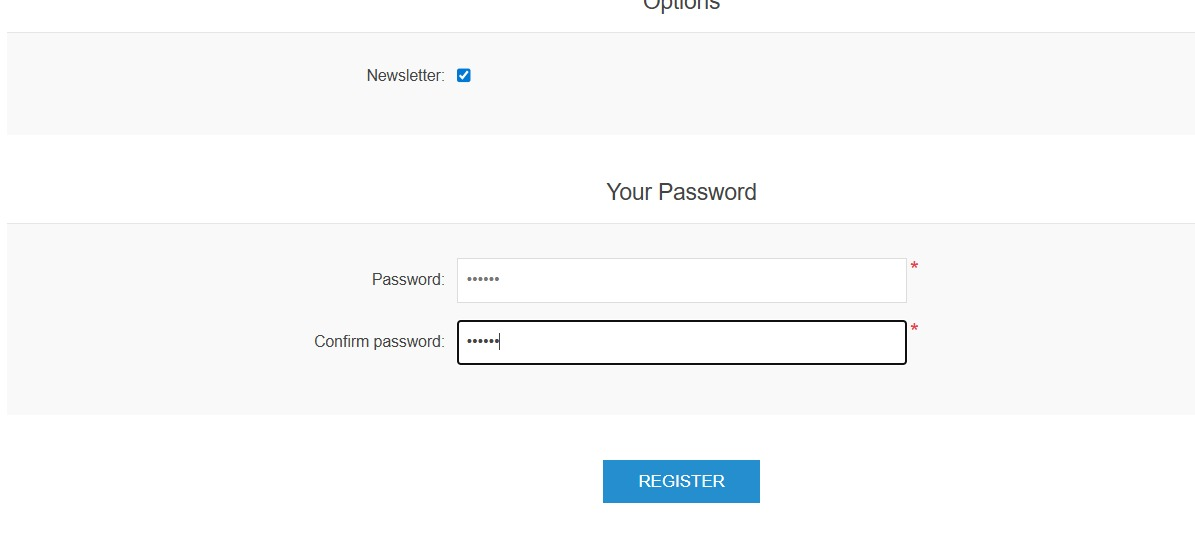 Options
Newsletter:
Your Password
Password: •••••• *
Confirm password: •••••• *
REGISTER